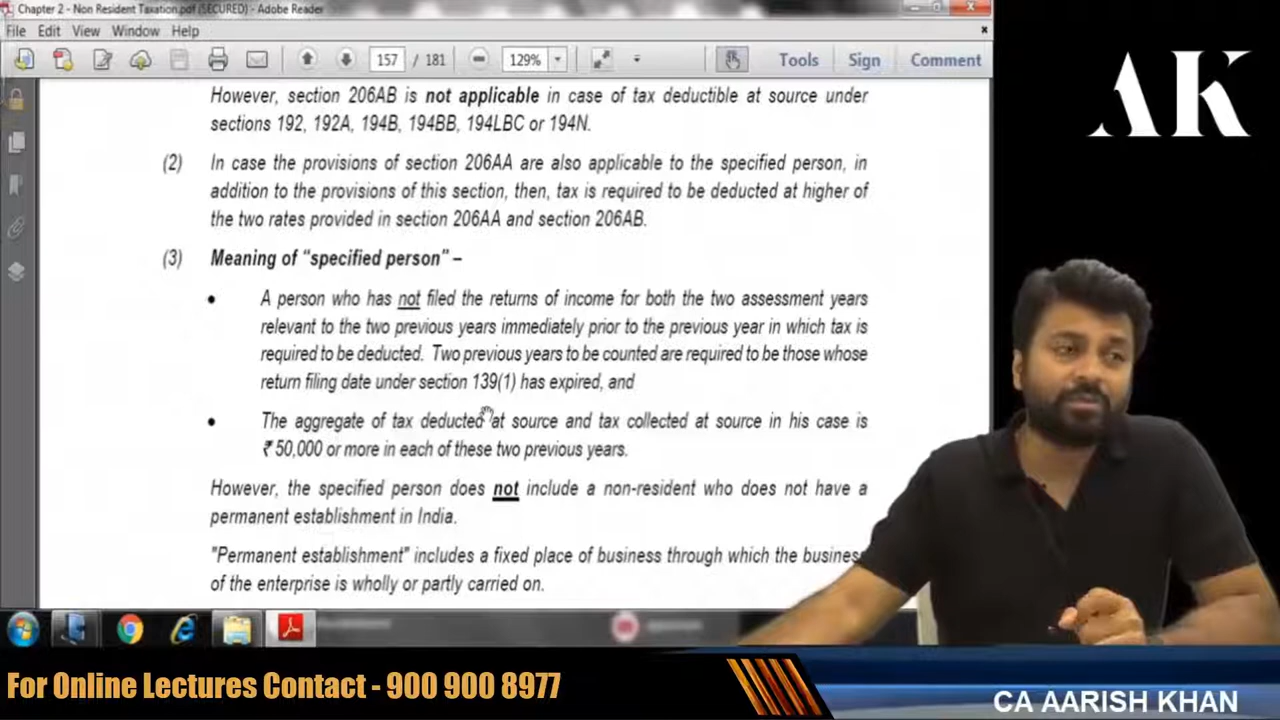 Chapter 2 - Non Resident Taxation.pdf (SECURED) - Adobe Reader
File Edit View Window Help
157 / 181 129% Tools Sign Comment
AK
However, section 206AB is not applicable in case of tax deductible at source under
sections 192, 192A, 194B, 194BB, 194LBC or 194N.
(2) In case the provisions of section 206AA are also applicable to the specified person, in
addition to the provisions of this section, then, tax is required to be deducted at higher of
the two rates provided in section 206AA and section 206AB.
(3) Meaning of "specified person" –
• A person who has not filed the returns of income for both the two assessment years
relevant to the two previous years immediately prior to the previous year in which tax is
required to be deducted. Two previous years to be counted are required to be those whose
return filing date under section 139(1) has expired, and
• The aggregate of tax deducted at source and tax collected at source in his case is
₹ 50,000 or more in each of these two previous years.
However, the specified person does not include a non-resident who does not have a
permanent establishment in India.
"Permanent establishment" includes a fixed place of business through which the business
of the enterprise is wholly or partly carried on.
For Online Lectures Contact - 900 900 8977
CA AARISH KHAN